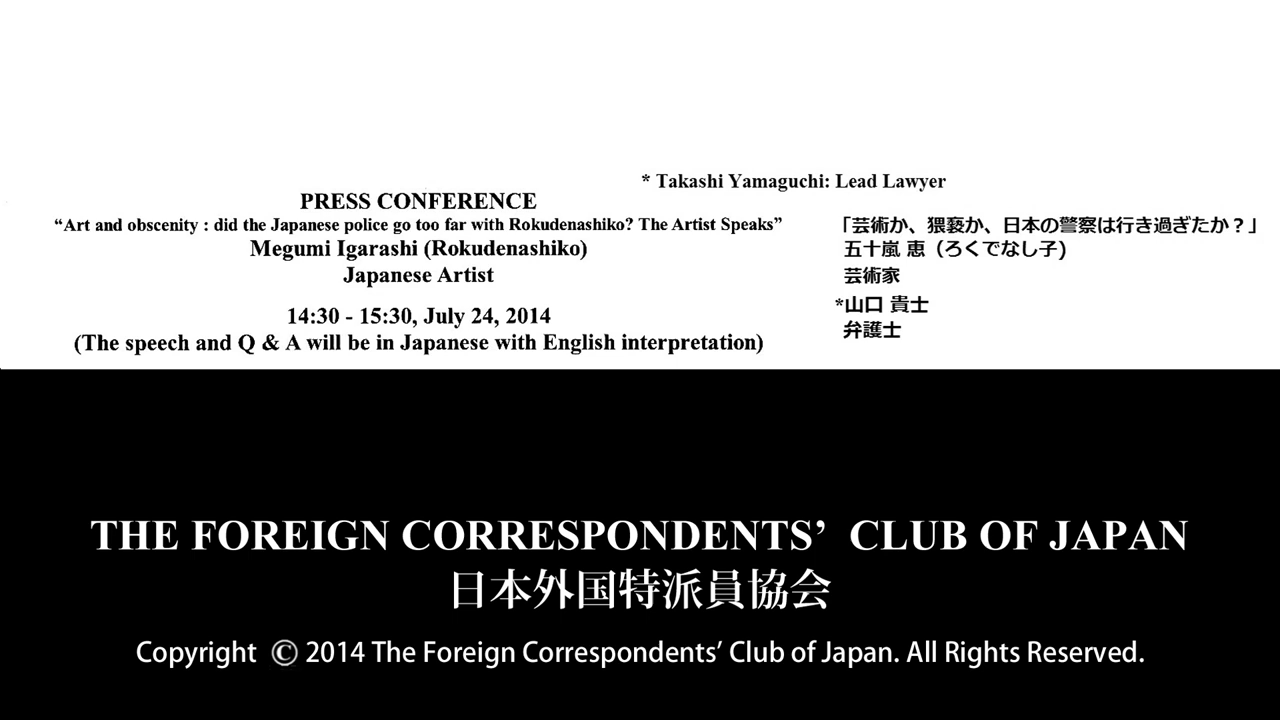 * Takashi Yamaguchi: Lead Lawyer
PRESS CONFERENCE
“Art and obscenity : did the Japanese police go too far with Rokudenashiko? The Artist Speaks”
Megumi Igarashi (Rokudenashiko)
Japanese Artist
14:30 - 15:30, July 24, 2014
(The speech and Q & A will be in Japanese with English interpretation)
「芸術か、猥褻か、日本の警察は行き過ぎたか？」
五十嵐 恵（ろくでなし子)
芸術家
*山口 貴士
弁護士
THE FOREIGN CORRESPONDENTS’ CLUB OF JAPAN
日本外国特派員協会
Copyright © 2014 The Foreign Correspondents’ Club of Japan. All Rights Reserved.